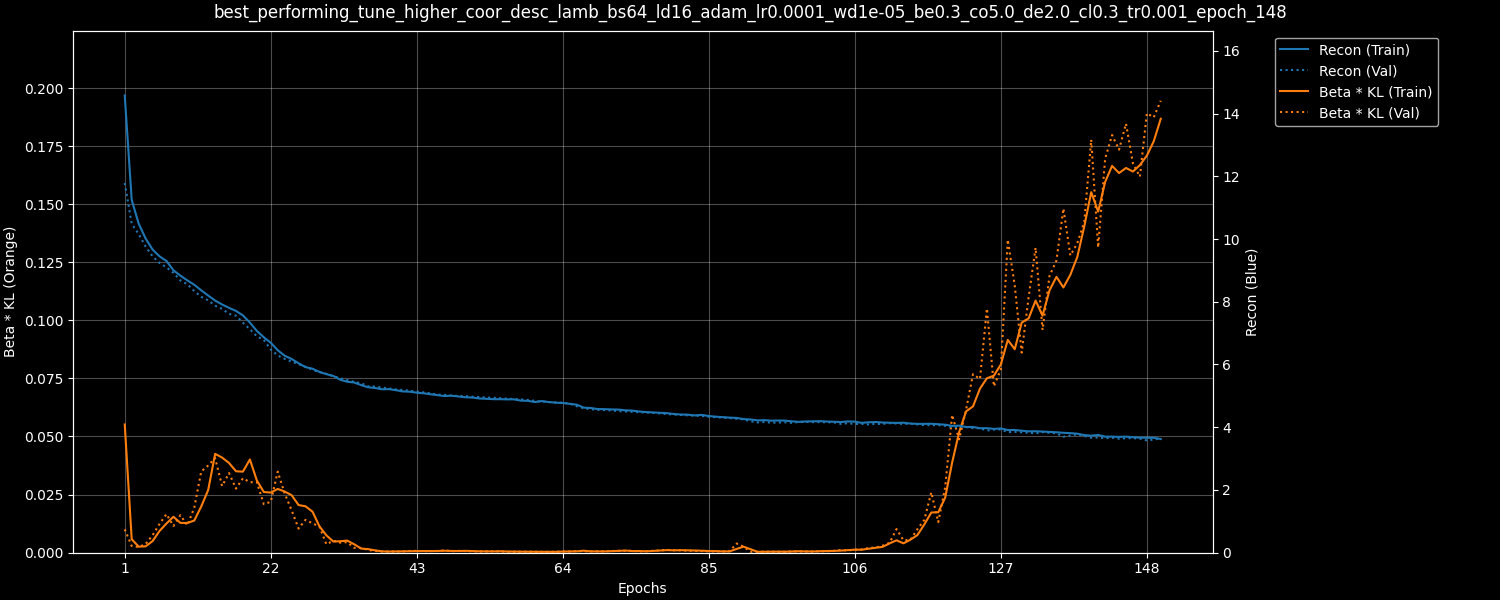 best_performing_tune_higher_coor_desc_lamb_bs64_ld16_adam_lr0.0001_wd1e-05_be0.3_co5.0_de2.0_cl0.3_tr0.001_epoch_148
Recon (Train)
Recon (Val)
Beta * KL (Train)
Beta * KL (Val)
Beta * KL (Orange)
0.200
0.175
0.150
0.125
0.100
0.075
0.050
0.025
0.000
16
14
12
10
8
6
4
2
0
Recon (Blue)
1 22 43 64 85 106 127 148
Epochs